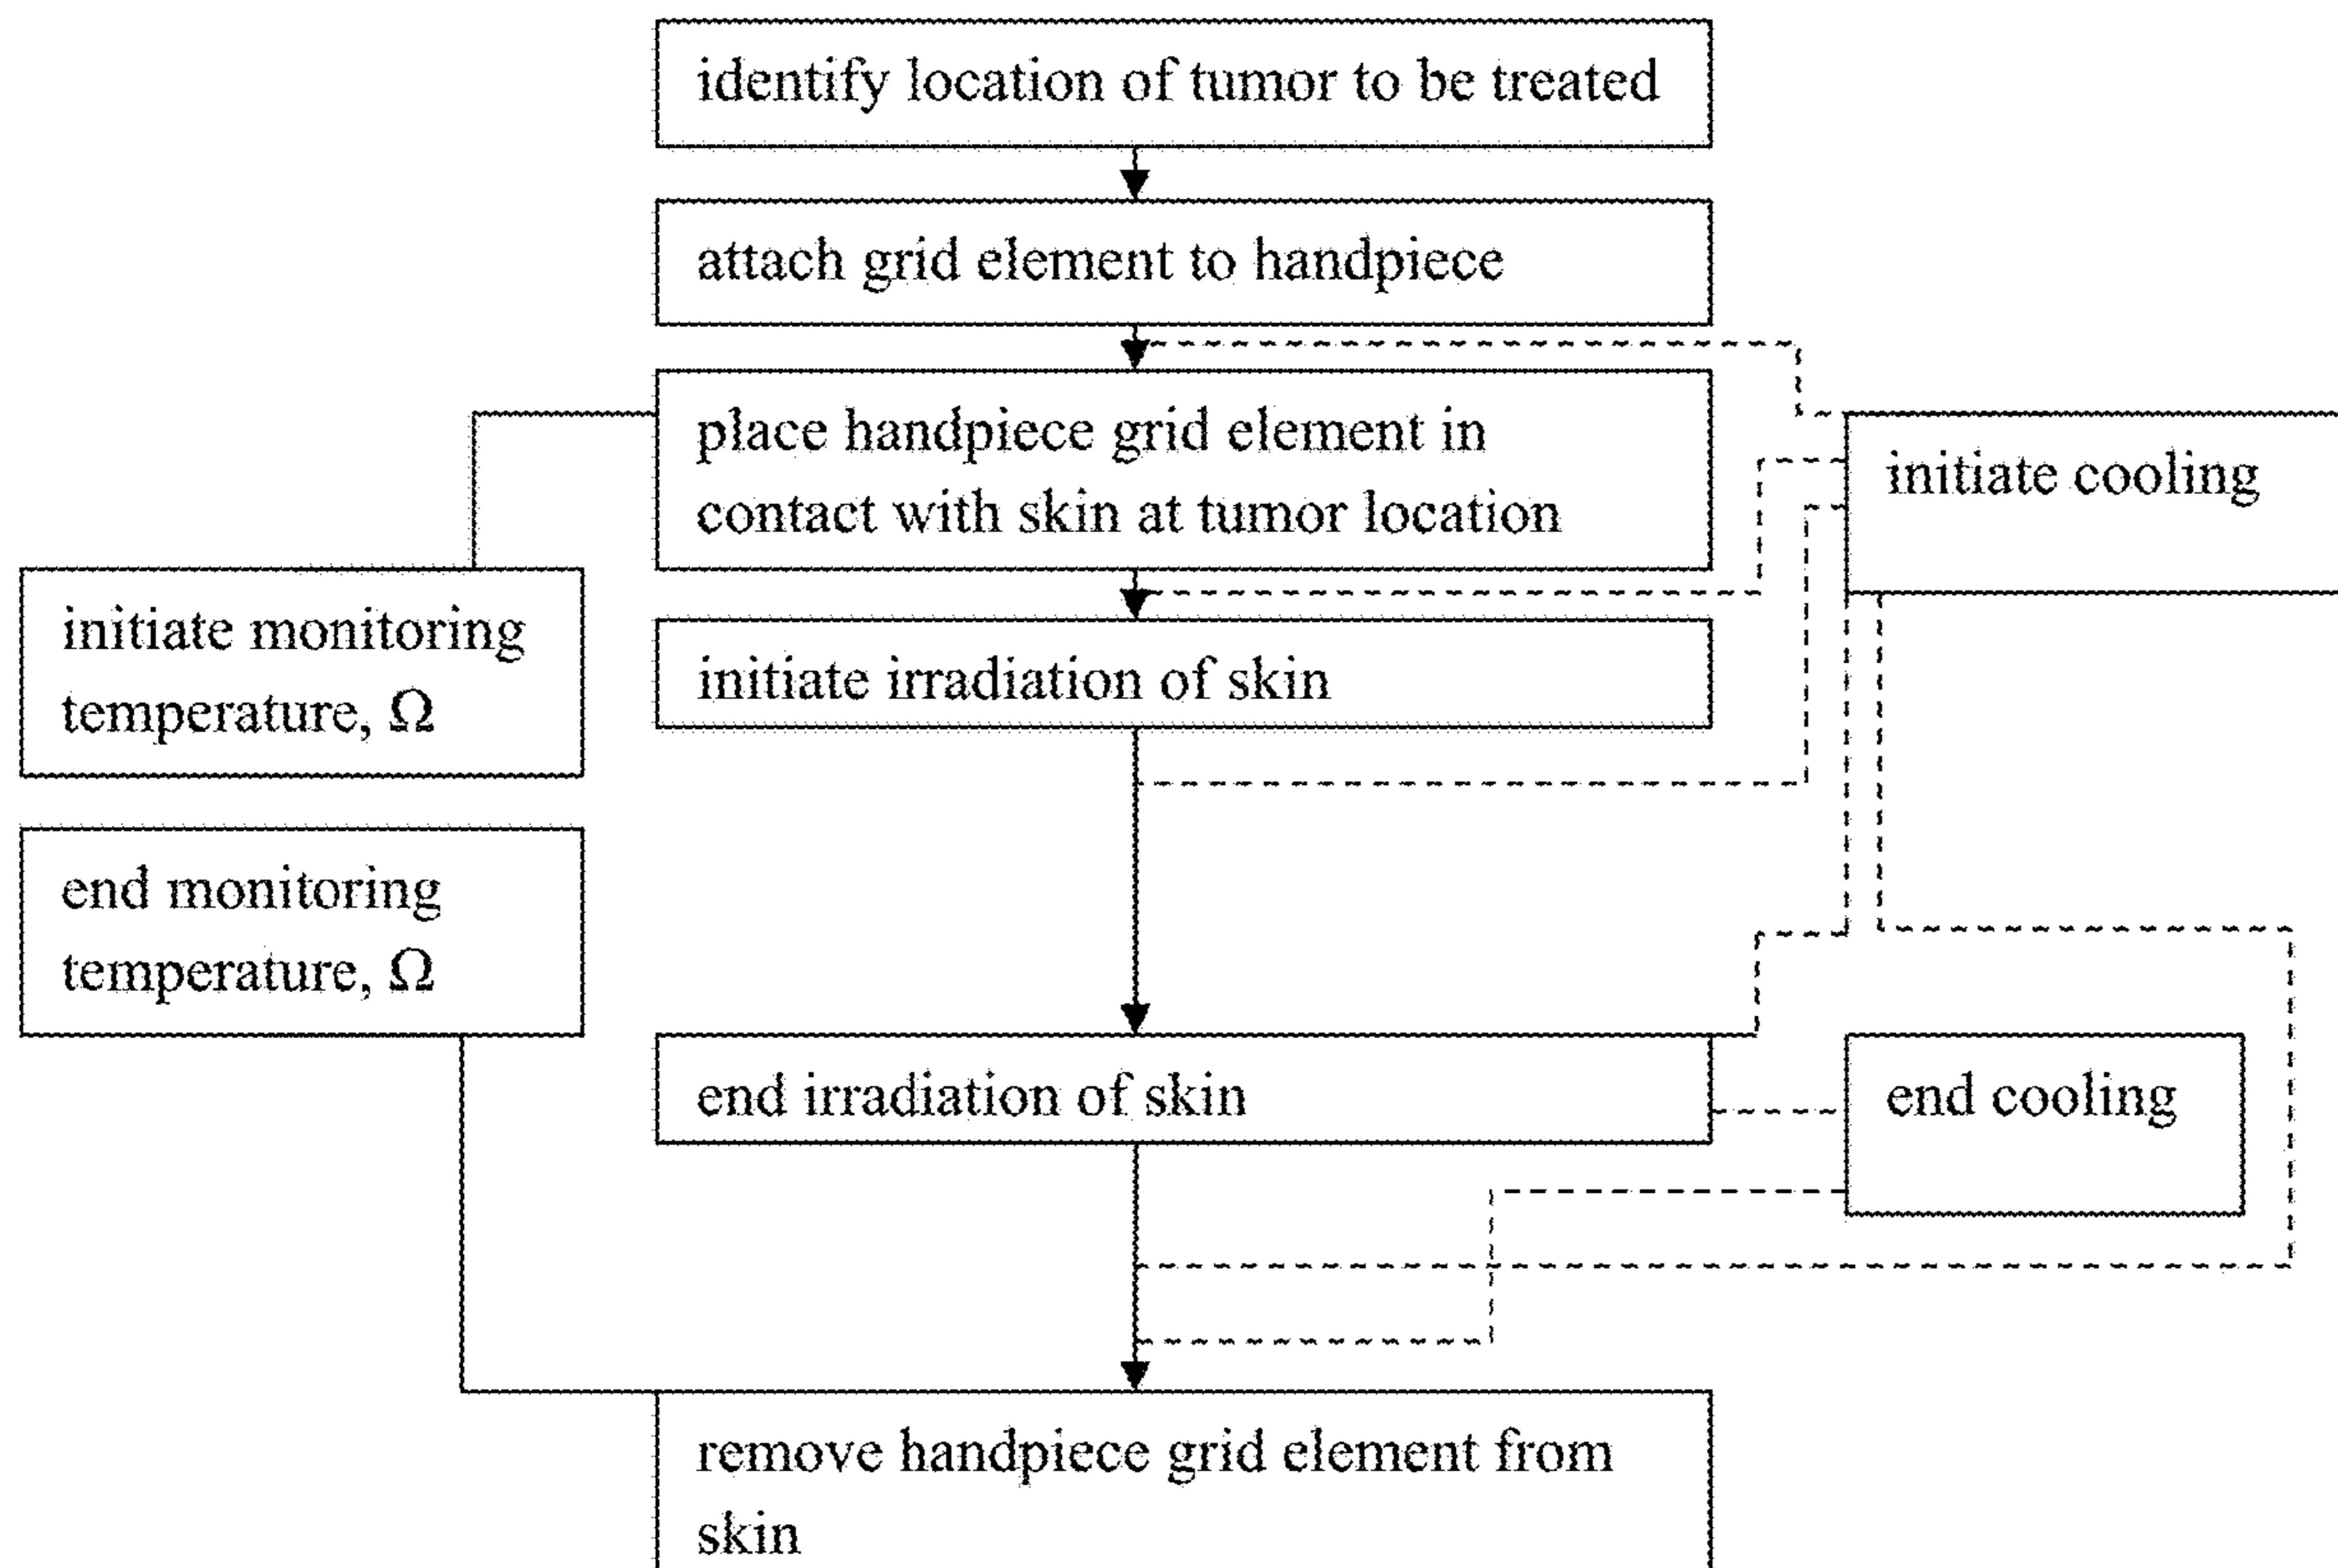 identify location of tumor to be treated
attach grid element to handpiece
place handpiece grid element in
contact with skin at tumor location
initiate cooling
initiate monitoring
temperature, Ω
initiate irradiation of skin
end monitoring
temperature, Ω
end irradiation of skin
end cooling
remove handpiece grid element from
skin